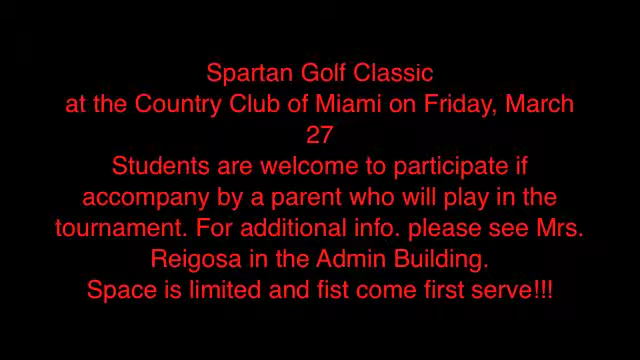 Spartan Golf Classic
at the Country Club of Miami on Friday, March
27
Students are welcome to participate if
accompany by a parent who will play in the
tournament. For additional info. please see Mrs.
Reigosa in the Admin Building.
Space is limited and fist come first serve!!!